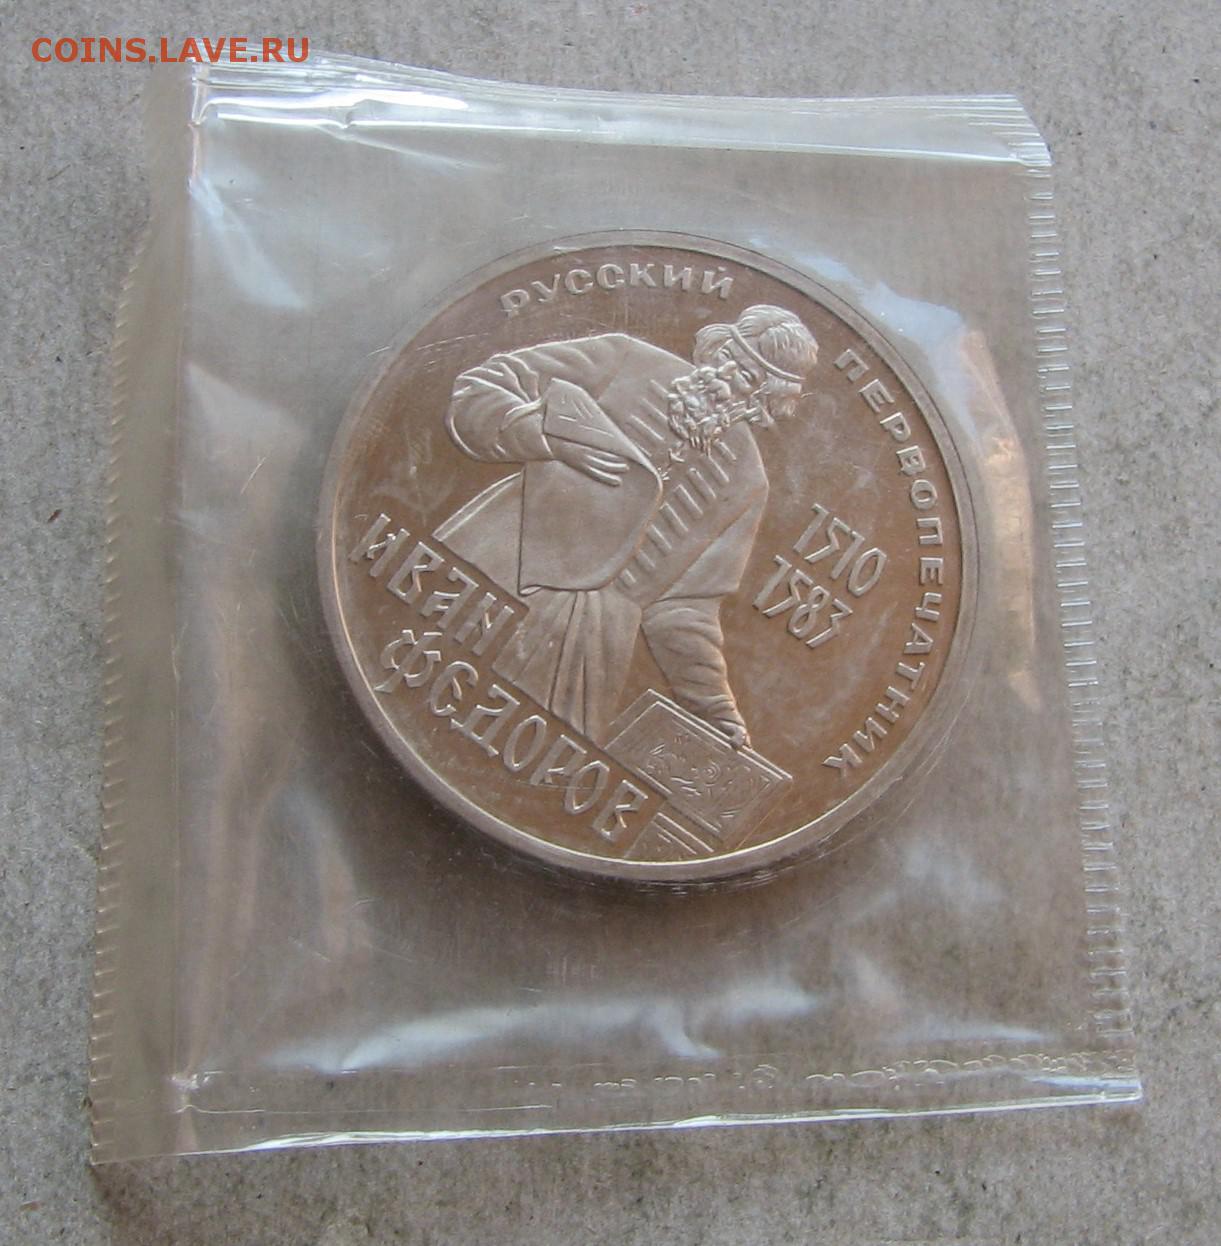 COINS.LAVE.RU
РУССКИЙ ПЕРВОПЕЧАТНИК
1510
1583
ИВАН
ФЕДОРОВ